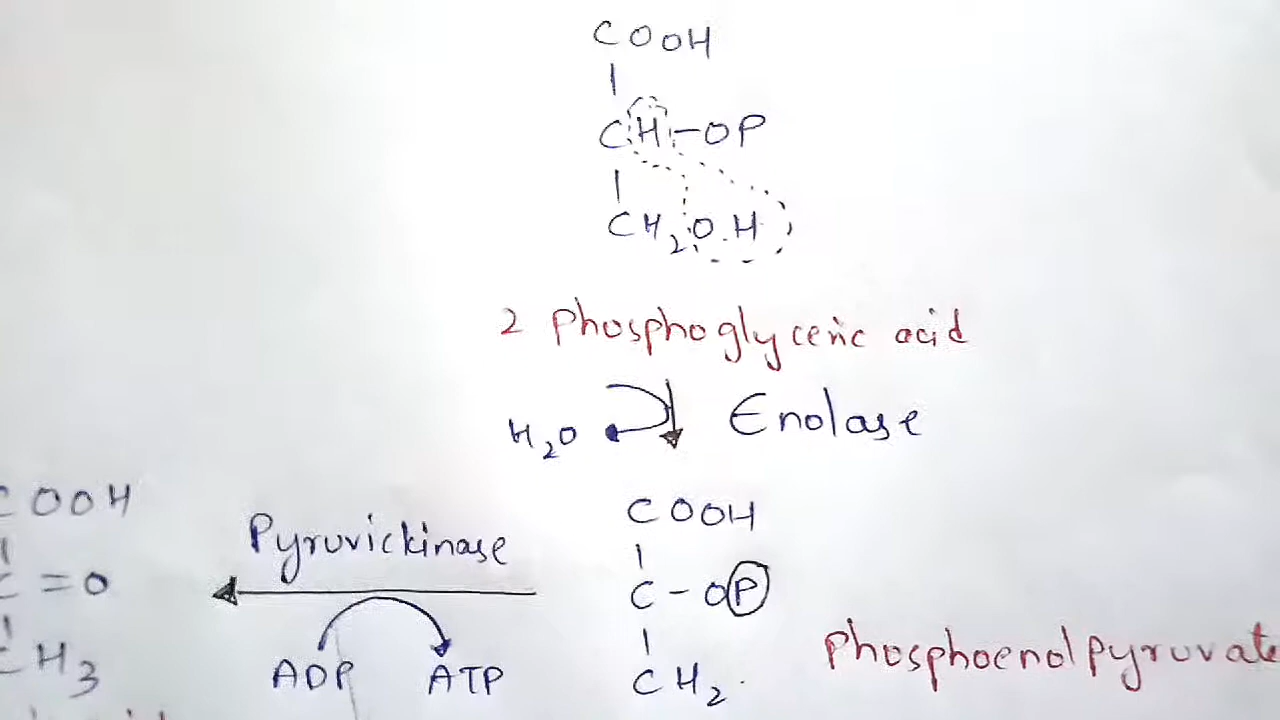 COOH
|
CH-OP
|
CH2OH
2 Phosphoglyceric acid
H2O Enolase
COOH
|
C=O
|
CH3
Pyruvickinase
ADP ATP
COOH
|
C-OP
|
CH2
Phosphoenolpyruvate